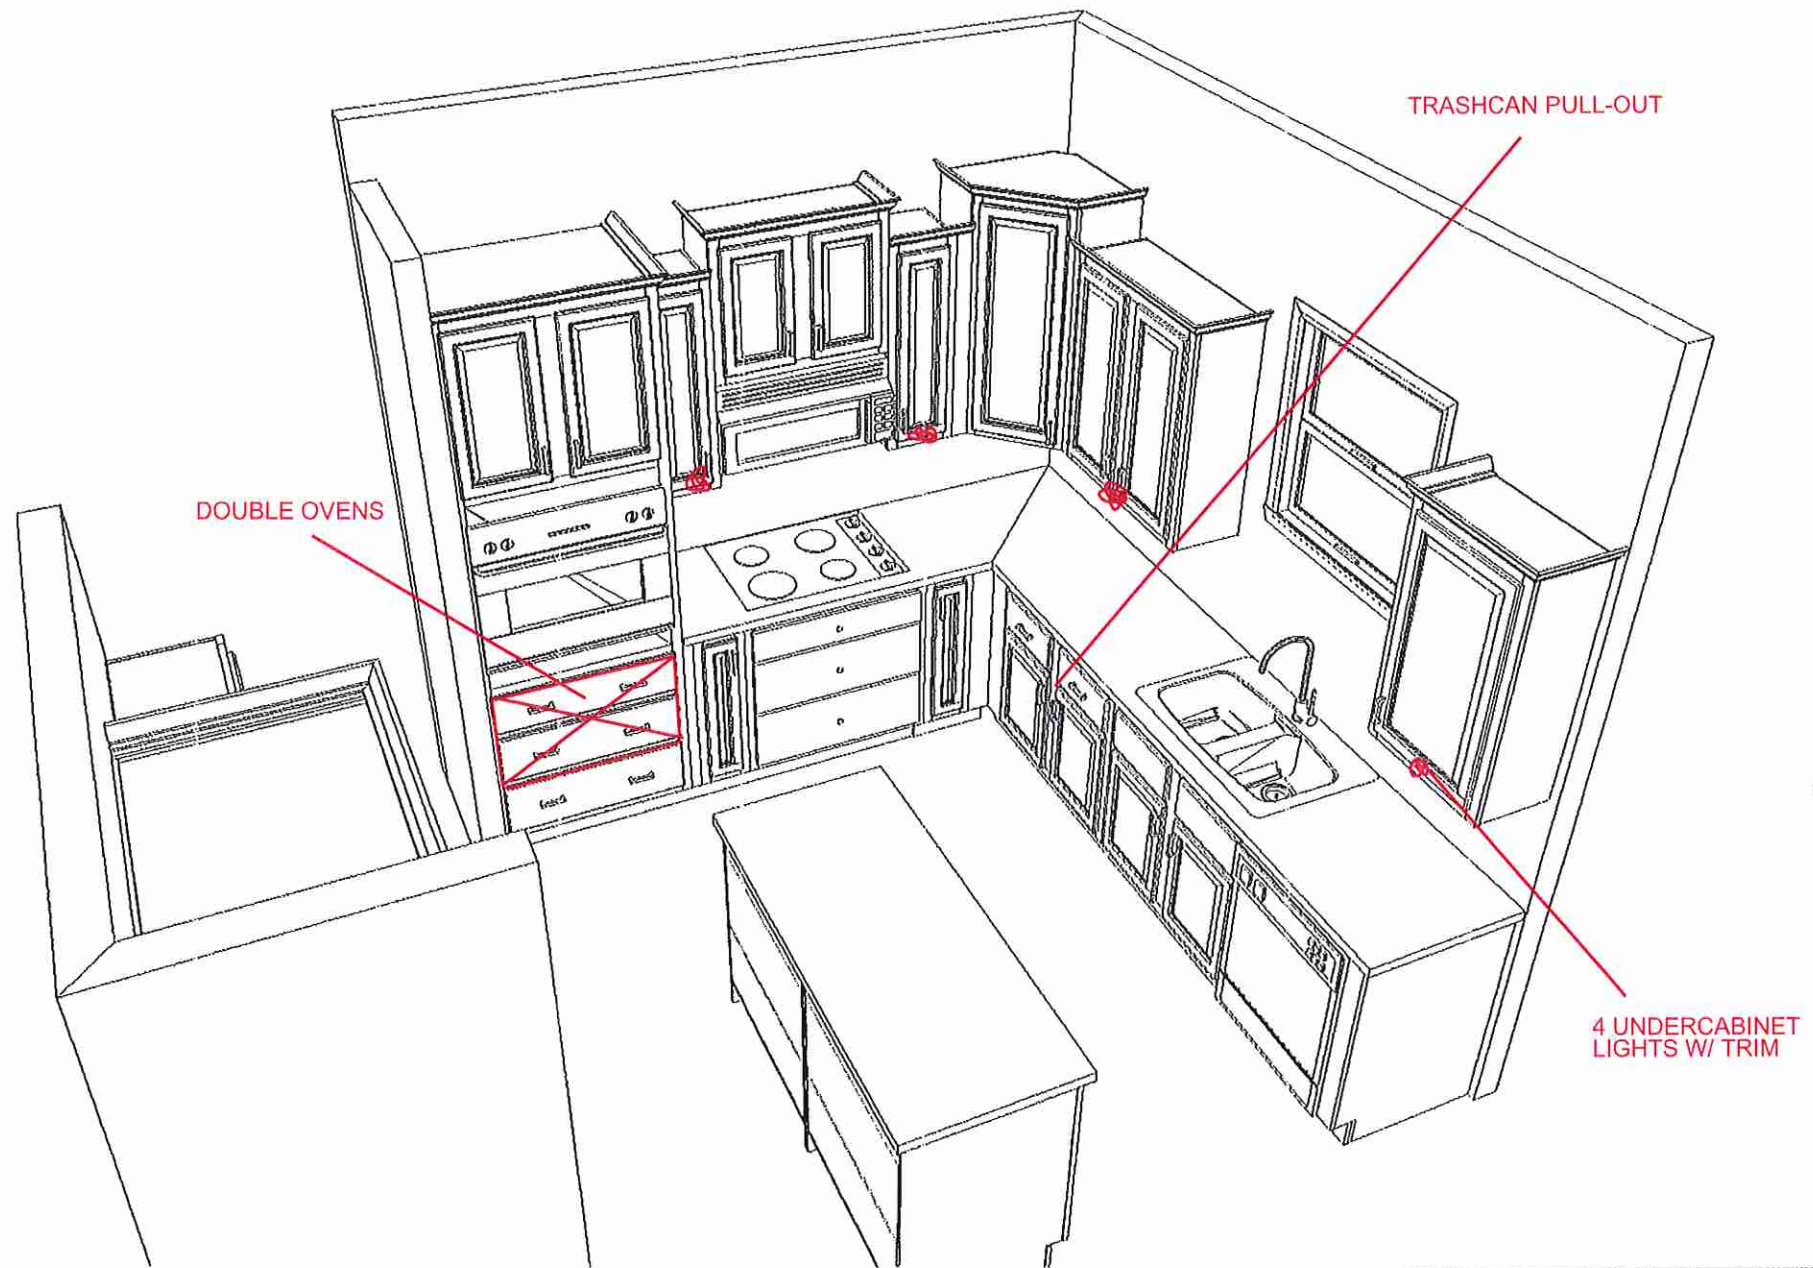 TRASHCAN PULL-OUT
DOUBLE OVENS
4 UNDERCABINET
LIGHTS W/ TRIM